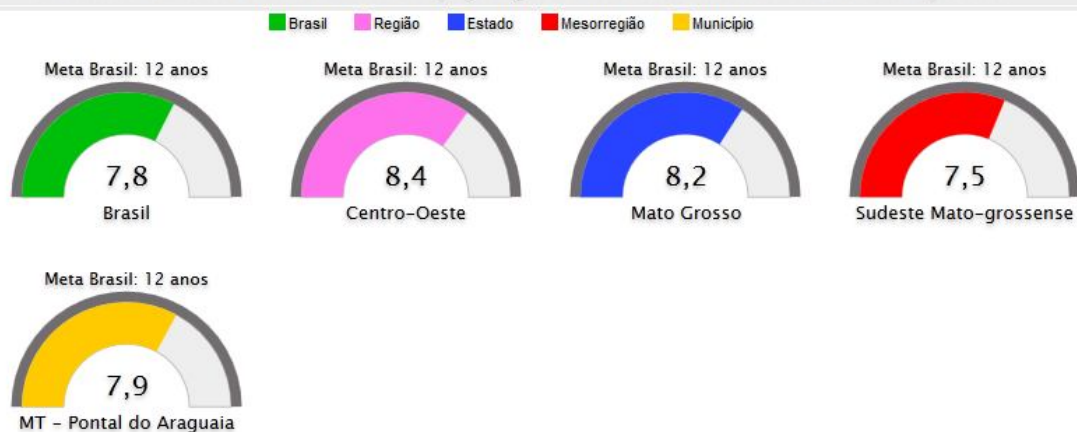 Brasil Região Estado Mesorregião Município
Meta Brasil: 12 anos Meta Brasil: 12 anos Meta Brasil: 12 anos Meta Brasil: 12 anos
7,8 8,4 8,2 7,5
Brasil Centro-Oeste Mato Grosso Sudeste Mato-grossense
Meta Brasil: 12 anos
7,9
MT - Pontal do Araguaia